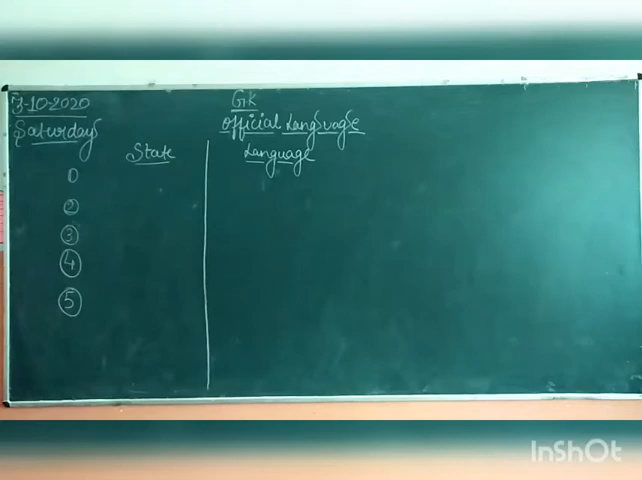 3-10-2020
GK
Saturday
Official Language
State
Language
1
2
3
4
5
InShOt